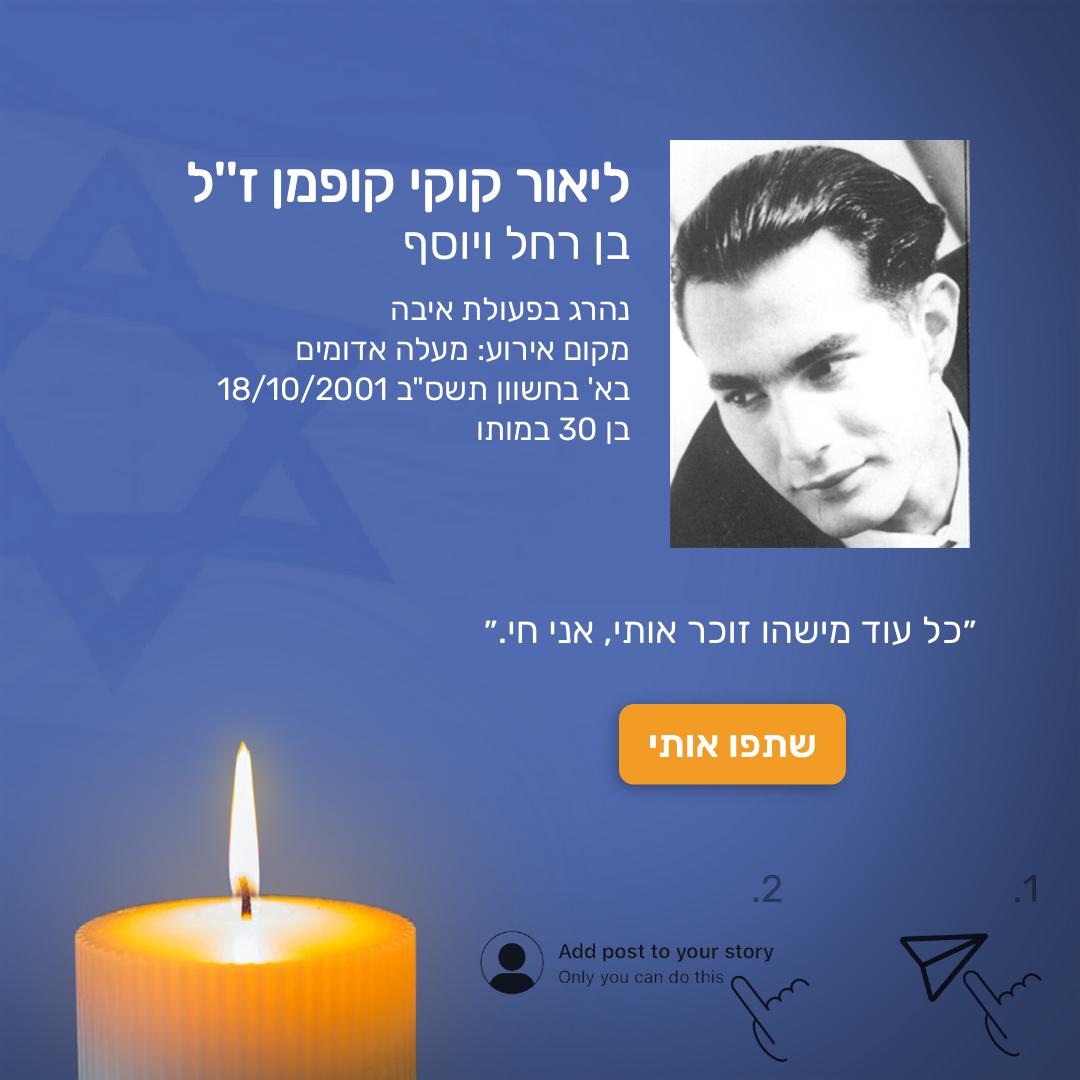 ליאור קוקי קופמן ז''ל
בן רחל ויוסף
נהרג בפעולת איבה
מקום אירוע: מעלה אדומים
בא' בחשוון תשס"ב 18/10/2001
בן 30 במותו
״כל עוד מישהו זוכר אותי, אני חי.״
שתפו אותי
1.
2.
Add post to your story
Only you can do this